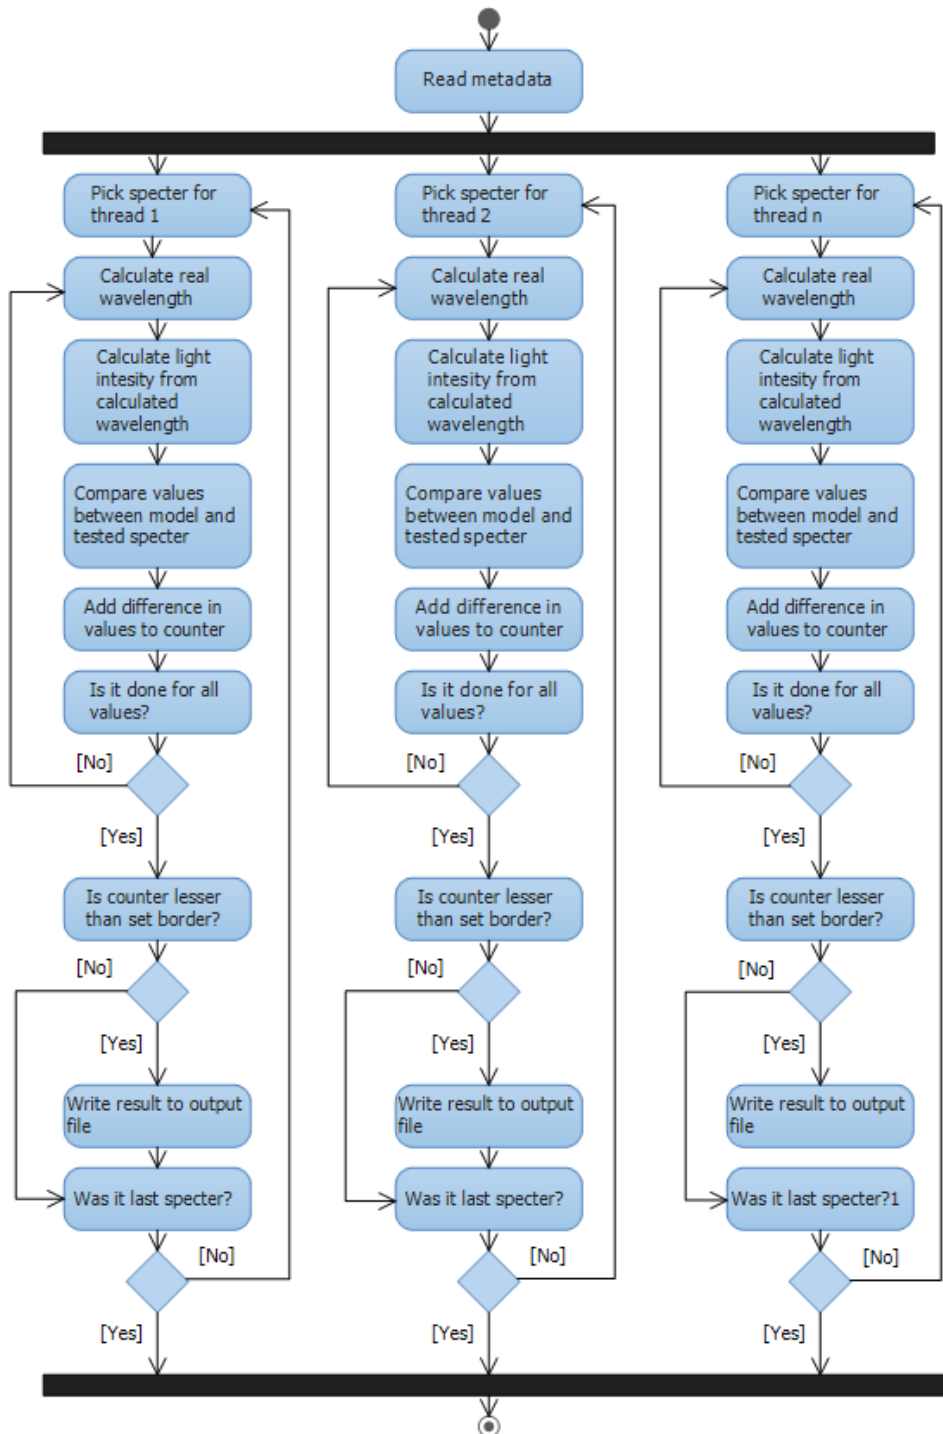 Read metadata
Pick specter for
thread 1
Pick specter for
thread 2
Pick specter for
thread n
Calculate real
wavelength
Calculate real
wavelength
Calculate real
wavelength
Calculate light
intesity from
calculated
wavelength
Calculate light
intesity from
calculated
wavelength
Calculate light
intesity from
calculated
wavelength
Compare values
between model and
tested specter
Compare values
between model and
tested specter
Compare values
between model and
tested specter
Add difference in
values to counter
Add difference in
values to counter
Add difference in
values to counter
Is it done for all
values?
Is it done for all
values?
Is it done for all
values?
[No]
[No]
[No]
[Yes]
[Yes]
[Yes]
Is counter lesser
than set border?
Is counter lesser
than set border?
Is counter lesser
than set border?
[No]
[No]
[No]
[Yes]
[Yes]
[Yes]
Write result to output
file
Write result to output
file
Write result to output
file
Was it last specter?
Was it last specter?
Was it last specter?1
[No]
[No]
[No]
[Yes]
[Yes]
[Yes]